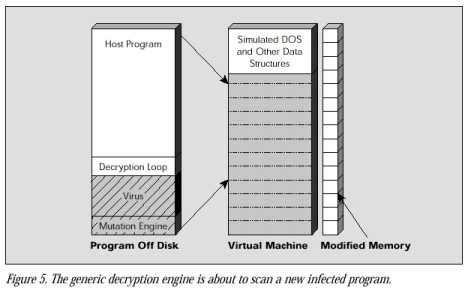 Host Program
Simulated DOS
and Other Data
Structures
Decryption Loop
Virus
Mutation Engine
Program Off Disk
Virtual Machine
Modified Memory
Figure 5. The generic decryption engine is about to scan a new infected program.